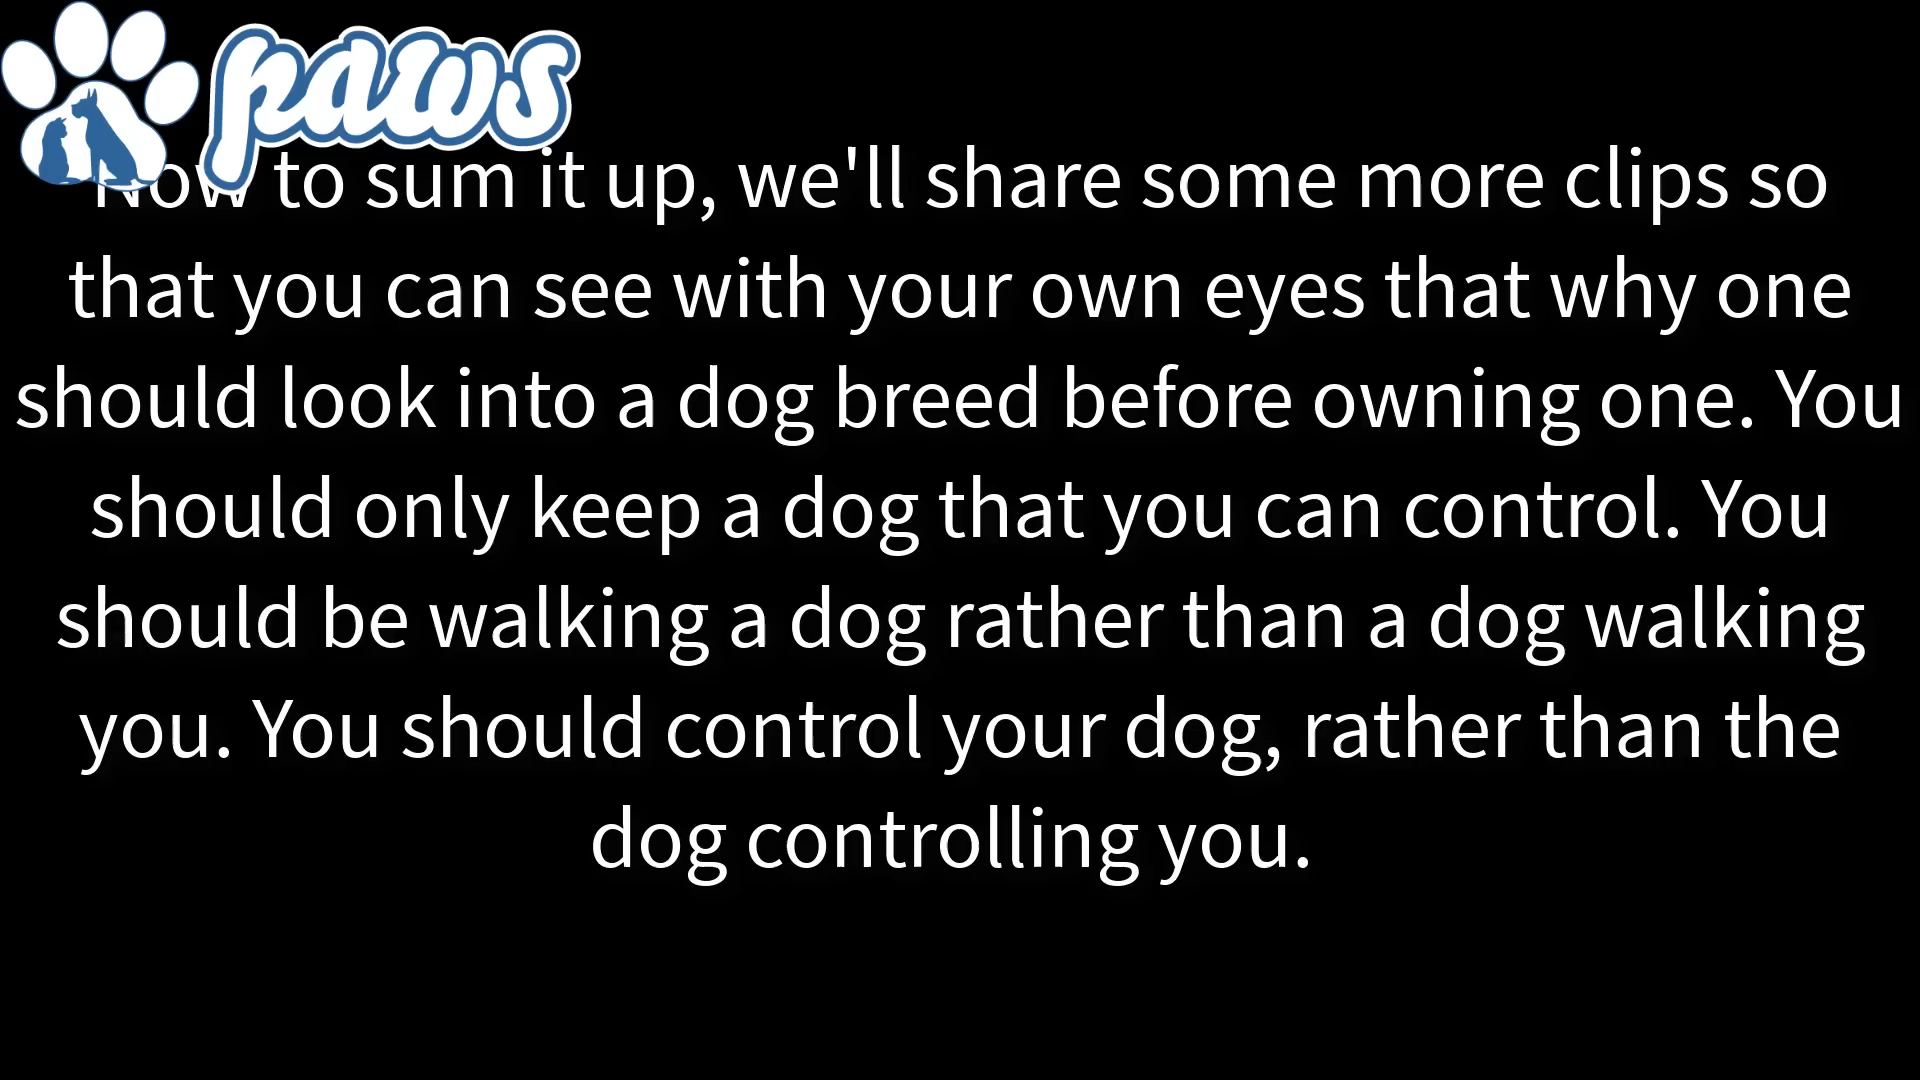 paws
Now to sum it up, we'll share some more clips so
that you can see with your own eyes that why one
should look into a dog breed before owning one. You
should only keep a dog that you can control. You
should be walking a dog rather than a dog walking
you. You should control your dog, rather than the
dog controlling you.